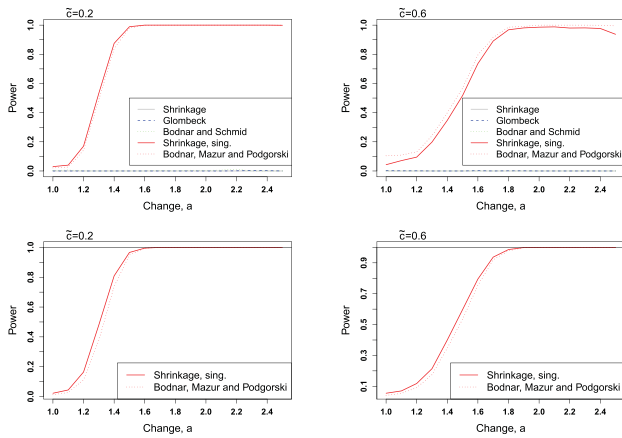 c̃=0.2
Power
1.0
0.8
0.6
0.4
0.2
0.0
Shrinkage
Glombeck
Bodnar and Schmid
Shrinkage, sing.
Bodnar, Mazur and Podgorski
1.0 1.2 1.4 1.6 1.8 2.0 2.2 2.4
Change, a
c̃=0.6
Power
1.0
0.8
0.6
0.4
0.2
0.0
Shrinkage
Glombeck
Bodnar and Schmid
Shrinkage, sing.
Bodnar, Mazur and Podgorski
1.0 1.2 1.4 1.6 1.8 2.0 2.2 2.4
Change, a
c̃=0.2
Power
1.0
0.8
0.6
0.4
0.2
0.0
Shrinkage, sing.
Bodnar, Mazur and Podgorski
1.0 1.2 1.4 1.6 1.8 2.0 2.2 2.4
Change, a
c̃=0.6
Power
0.9
0.7
0.5
0.3
0.1
Shrinkage, sing.
Bodnar, Mazur and Podgorski
1.0 1.2 1.4 1.6 1.8 2.0 2.2 2.4
Change, a